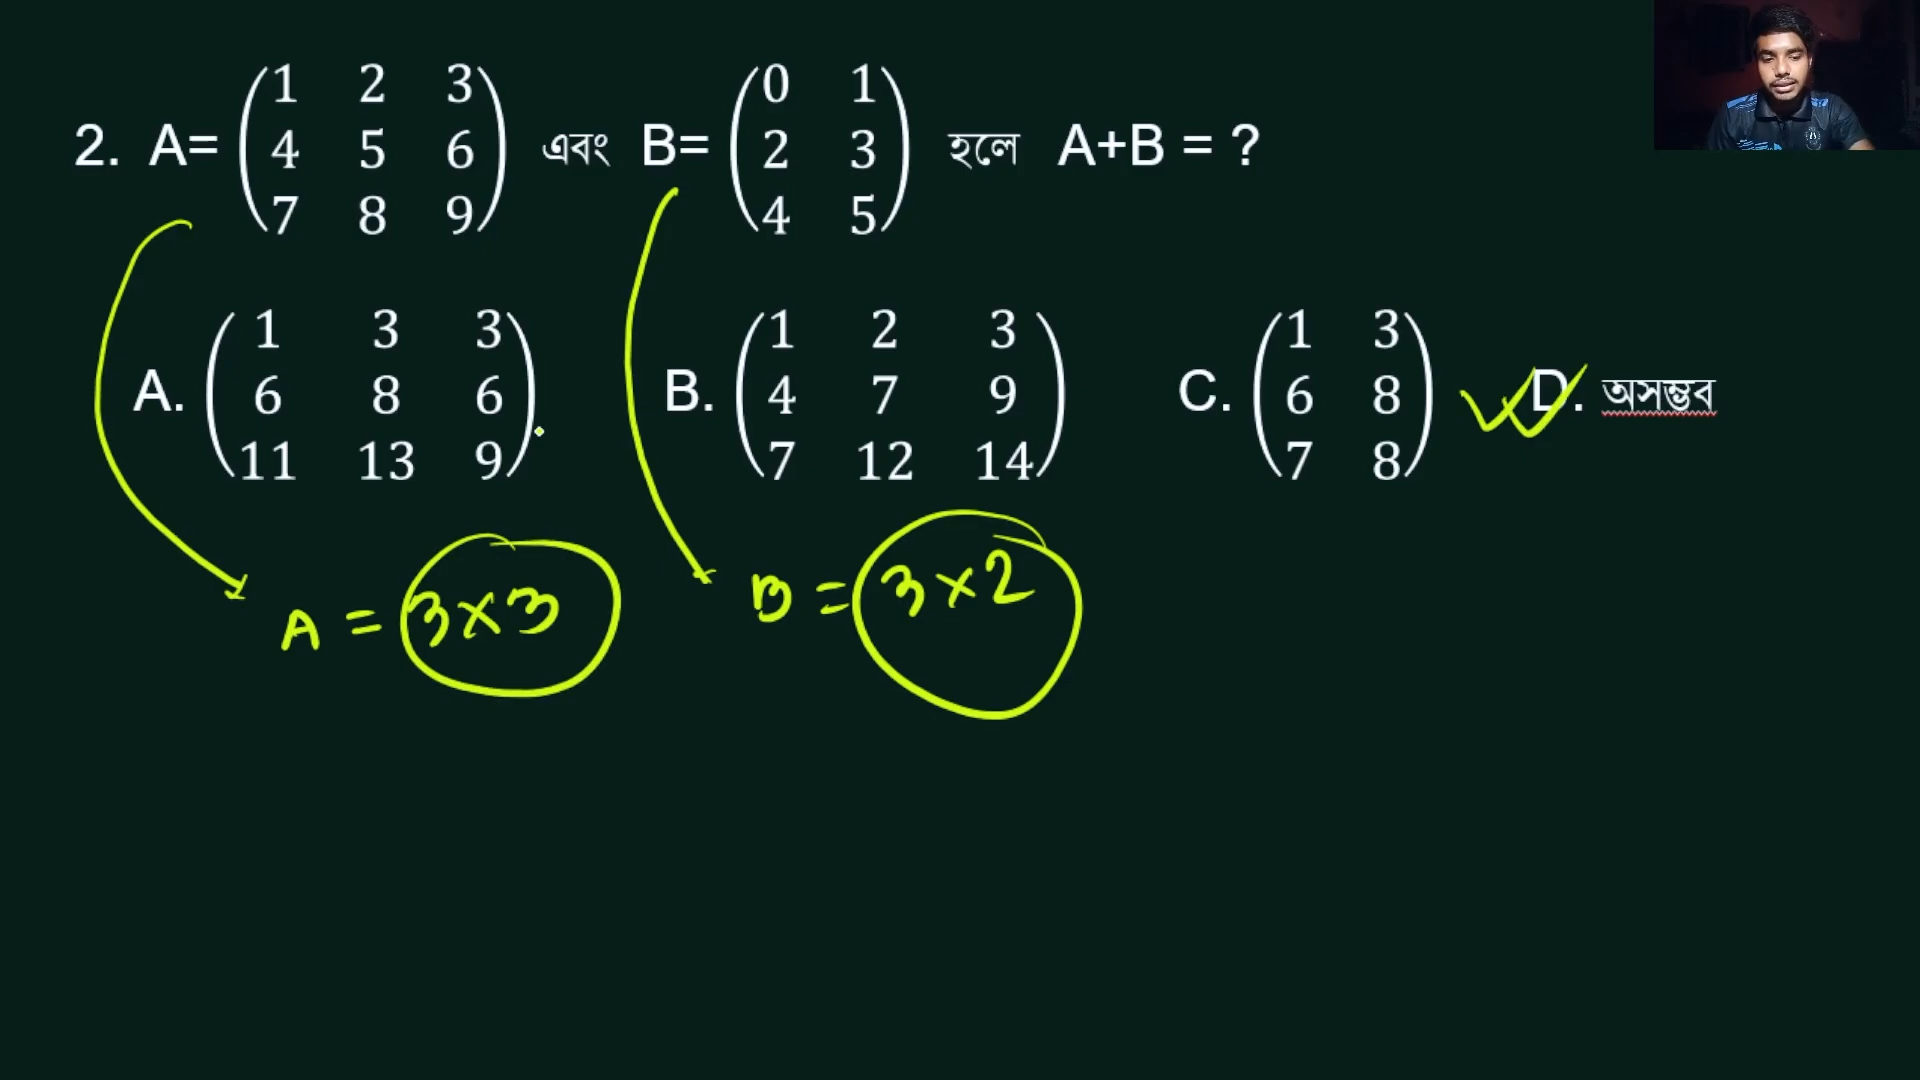 2. A= (1 2 3 এবং B= (0 1 হলে A+B = ?
4 5 6 2 3
7 8 9) 4 5)
A. (1 3 3 B. (1 2 3 C. (1 3 D. অসম্ভব
6 8 6 4 7 9 6 8
11 13 9) 7 12 14) 7 8)
A = 3×3 B = 3×2